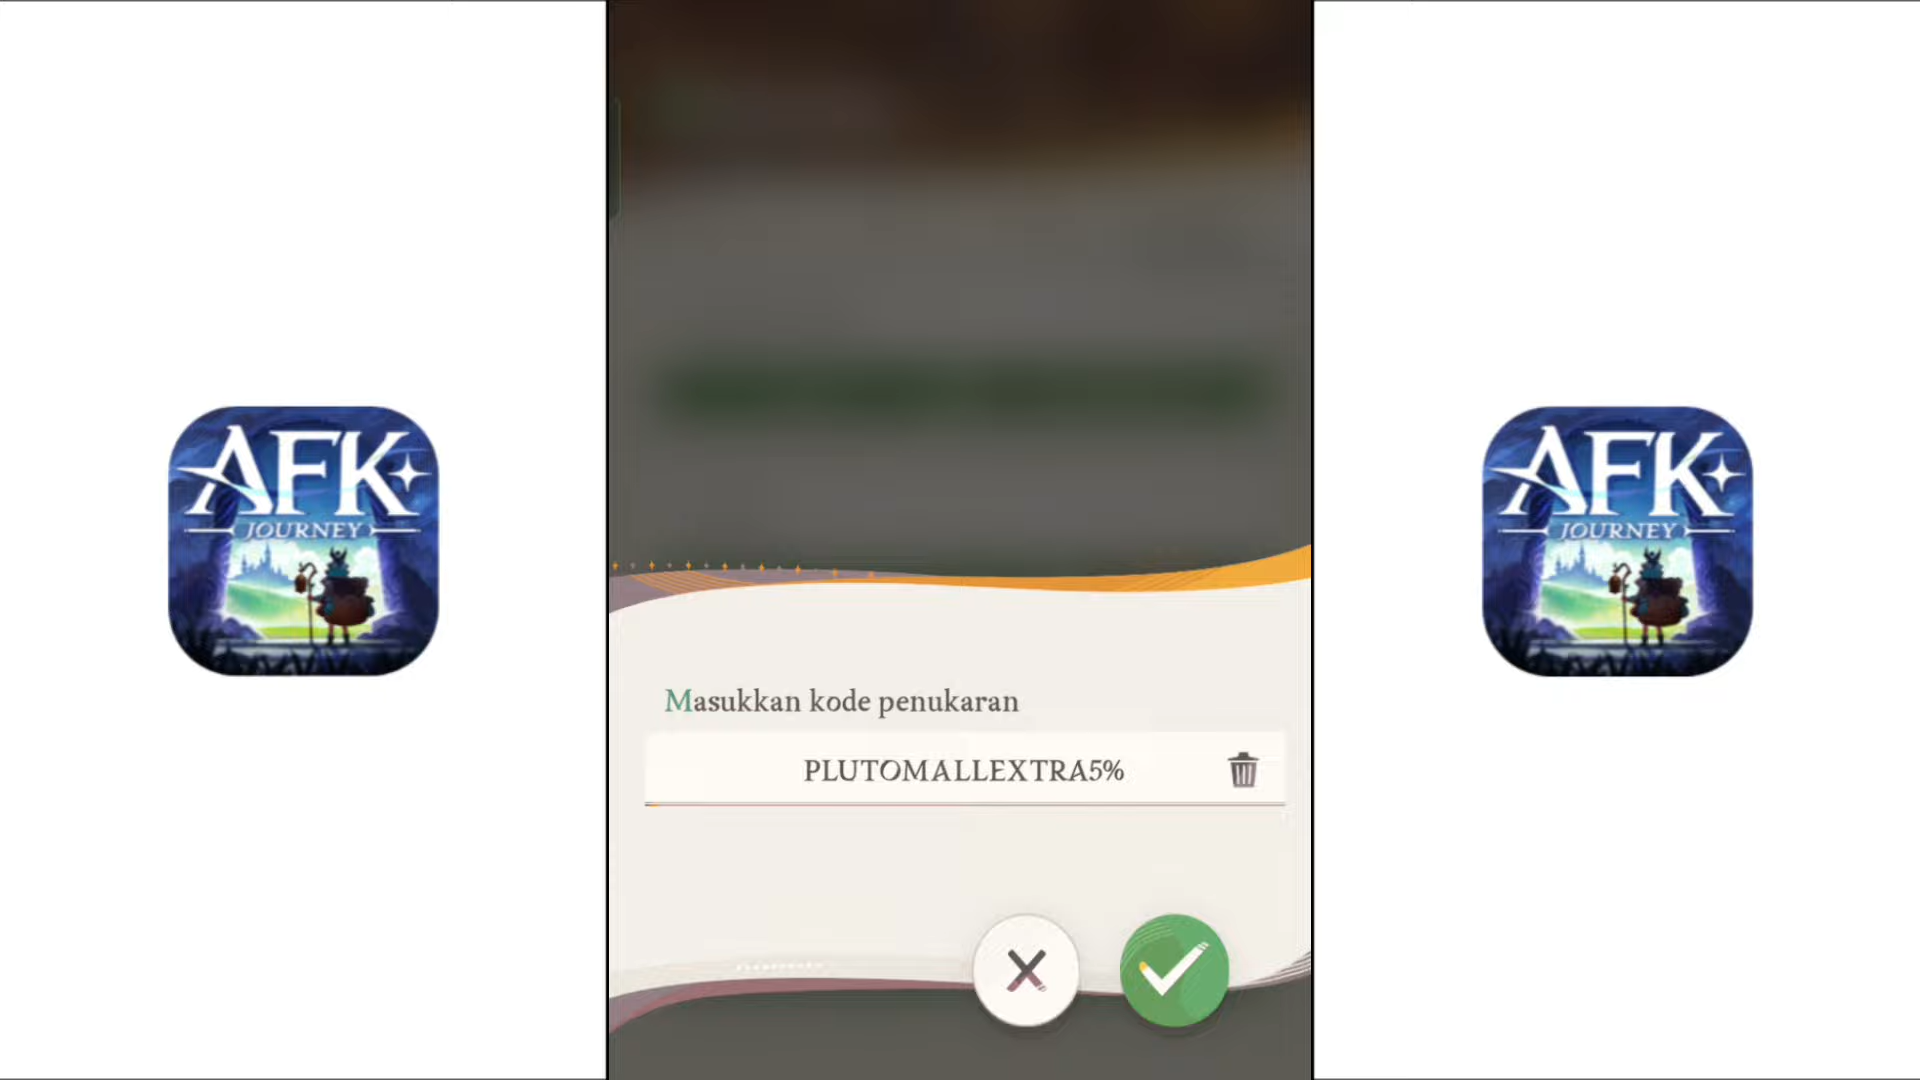 AFK
JOURNEY
Masukkan kode penukaran
PLUTOMALLEXTRA5%
AFK
JOURNEY